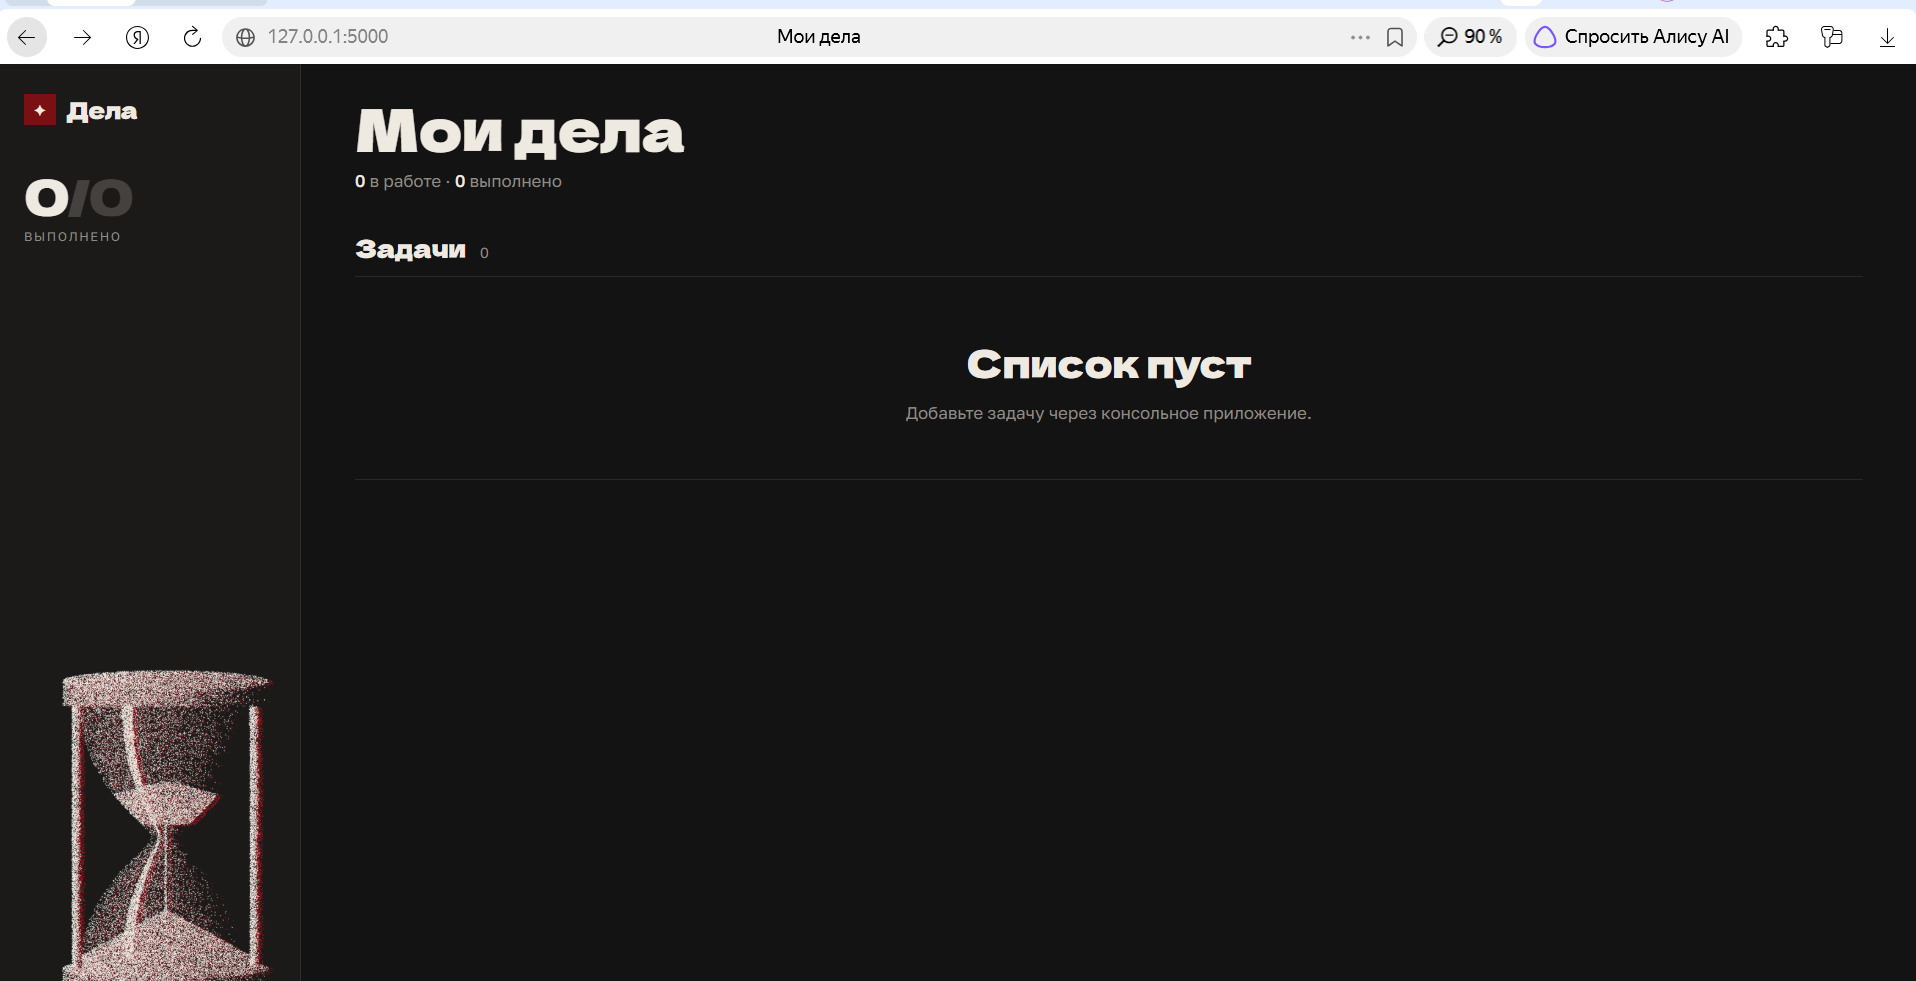 127.0.0.1:5000
Мои дела
90 %
Спросить Алису AI
Дела
0/0
ВЫПОЛНЕНО
Мои дела
0 в работе · 0 выполнено
Задачи 0
Список пуст
Добавьте задачу через консольное приложение.